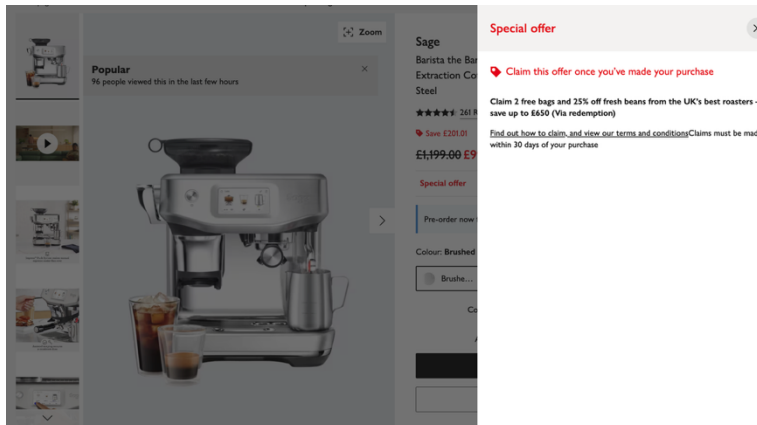 Zoom
Popular
96 people viewed this in the last few hours
Sage
Barista the Bar
Extraction Co
Steel
261 R
Save £201.01
£1,199.00 £9
Special offer
Pre-order now
Colour: Brushed
Brushe...
Co
Special offer
Claim this offer once you've made your purchase
Claim 2 free bags and 25% off fresh beans from the UK's best roasters -
save up to £650 (Via redemption)
Find out how to claim, and view our terms and conditionsClaims must be mad
within 30 days of your purchase